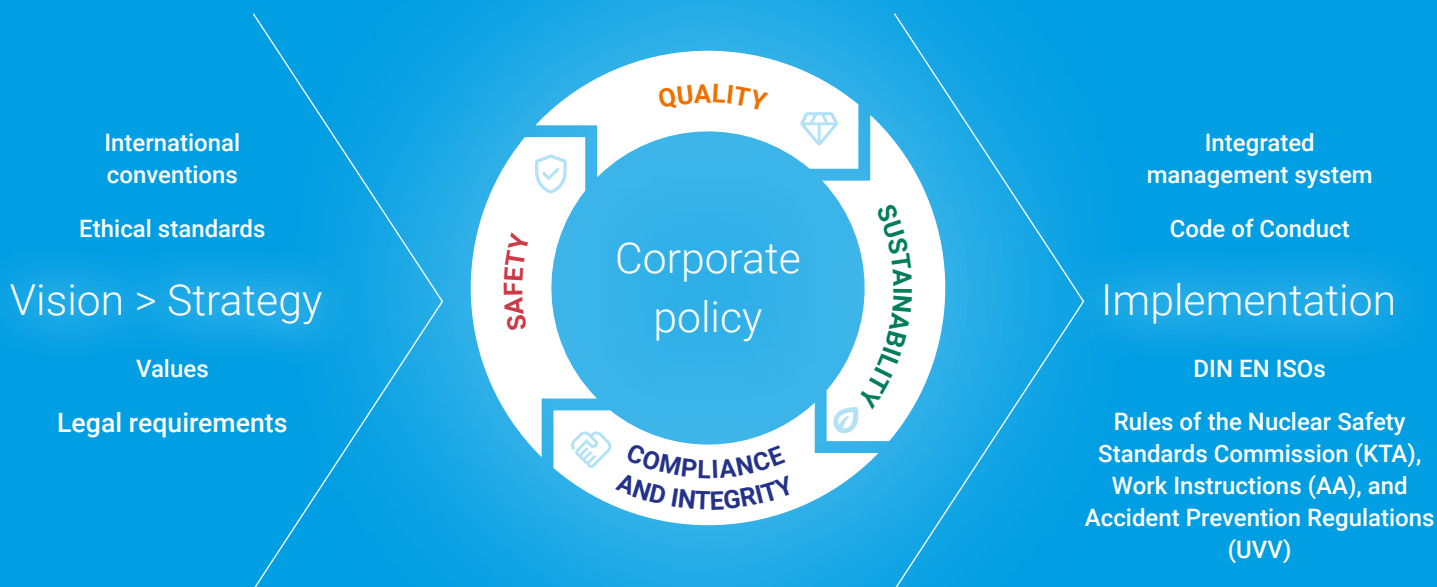 International
conventions
Ethical standards
Vision > Strategy
Values
Legal requirements
QUALITY
SAFETY
SUSTAINABILITY
COMPLIANCE
AND INTEGRITY
Corporate
policy
Integrated
management system
Code of Conduct
Implementation
DIN EN ISOs
Rules of the Nuclear Safety
Standards Commission (KTA),
Work Instructions (AA), and
Accident Prevention Regulations
(UVV)